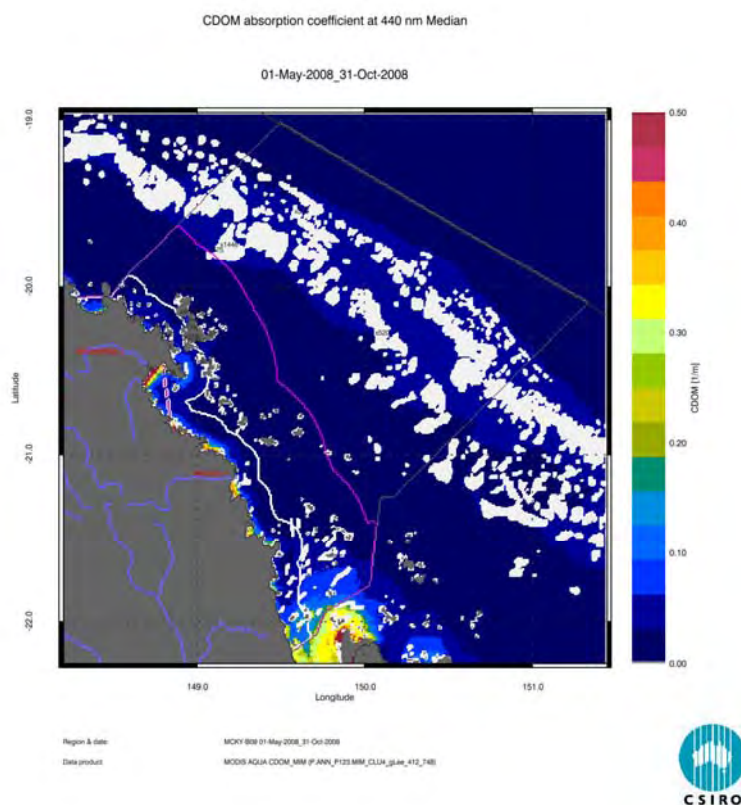 CDOM absorption coefficient at 440 nm Median
01-May-2008_31-Oct-2008
-19.0
-20.0
-21.0
-22.0
Latitude
149.0
150.0
151.0
Longitude
0.50
0.40
0.30
0.20
0.10
0.00
CDOM [1/m]
Region & date:
MCKY-B09 01-May-2008_31-Oct-2008
Data product
CSIRO